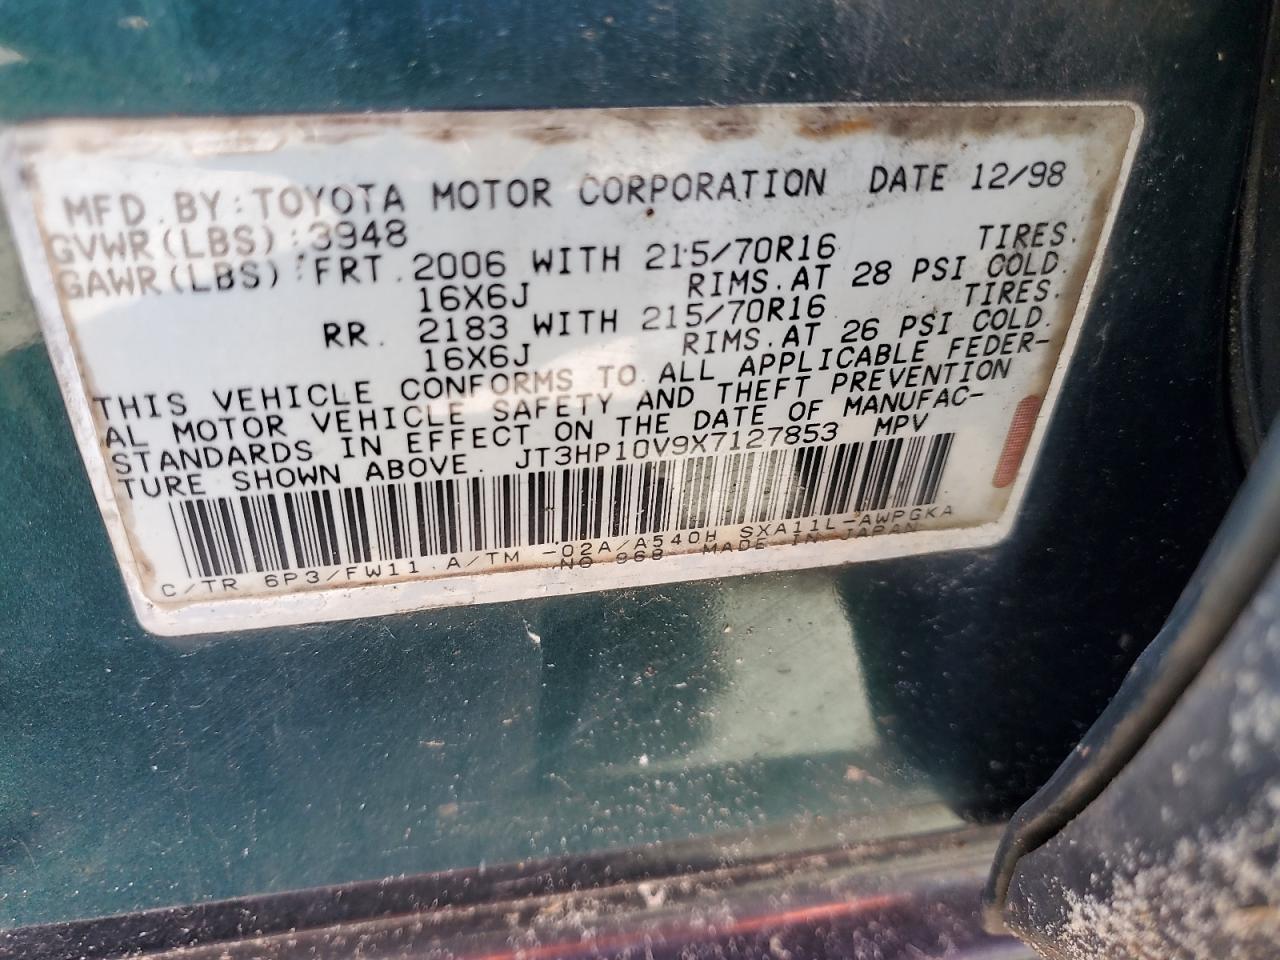 MFD. BY: TOYOTA MOTOR CORPORATION DATE 12/98
GVWR(LBS):3948
GAWR(LBS):FRT. 2006 WITH 215/70R16 TIRES.
16X6J RIMS.AT 28 PSI COLD.
RR. 2183 WITH 215/70R16 TIRES.
16X6J RIMS.AT 26 PSI COLD.
THIS VEHICLE CONFORMS TO ALL APPLICABLE FEDER-
AL MOTOR VEHICLE SAFETY AND THEFT PREVENTION
STANDARDS IN EFFECT ON THE DATE OF MANUFAC-
TURE SHOWN ABOVE. JT3HP10V9X7127853 MPV
C/TR 6P3/FW11 A/TM -02A/A540H SXA11L-AWPGKA
NO 968 MADE IN JAPAN